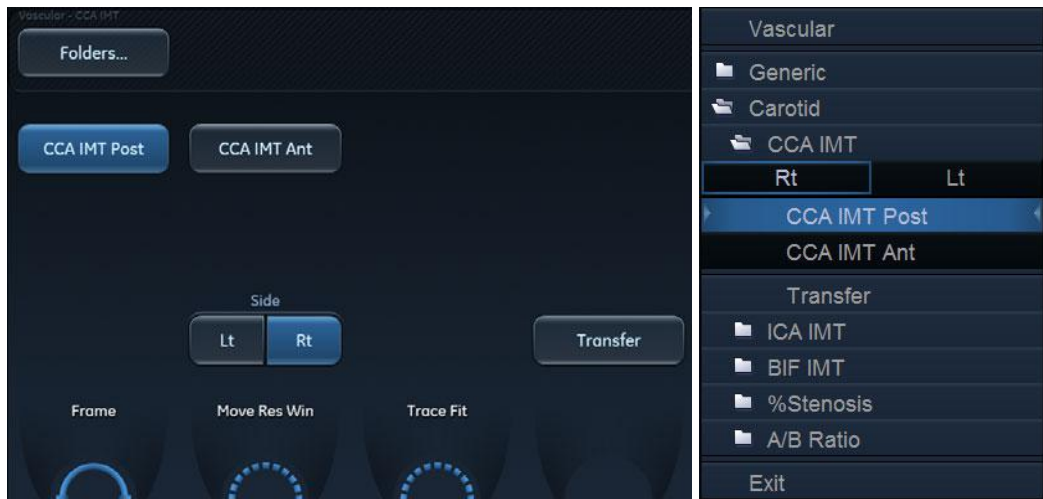 Vascular - CCA IMT
Folders...
CCA IMT Post
CCA IMT Ant
Side
Lt
Rt
Transfer
Frame
Move Res Win
Trace Fit
Vascular
Generic
Carotid
CCA IMT
Rt
Lt
CCA IMT Post
CCA IMT Ant
Transfer
ICA IMT
BIF IMT
%Stenosis
A/B Ratio
Exit